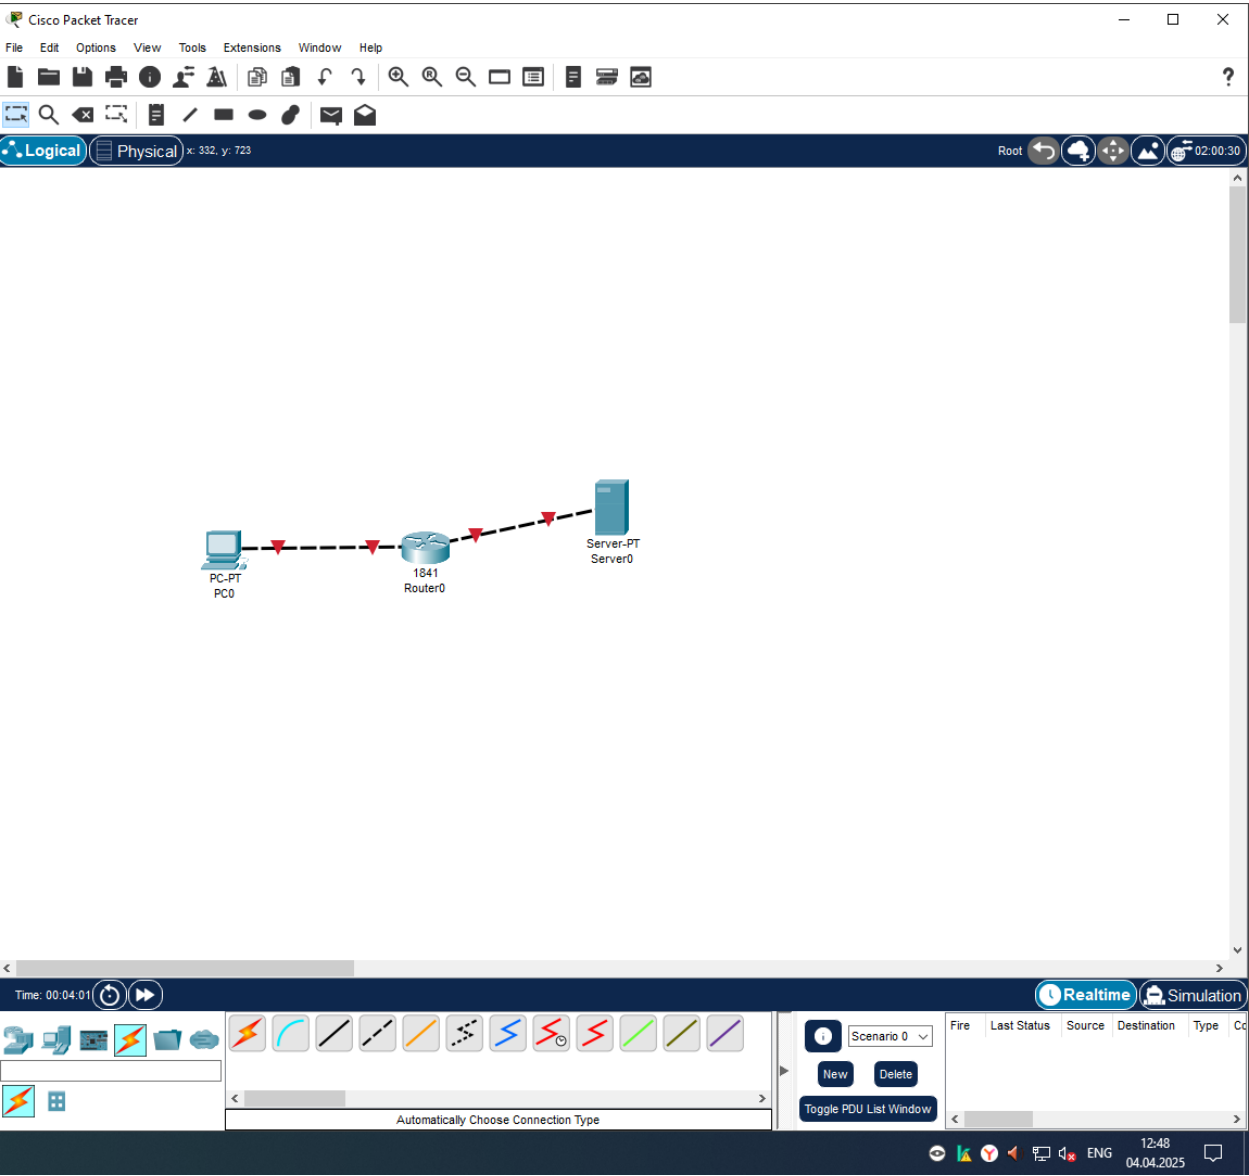 Cisco Packet Tracer
File Edit Options View Tools Extensions Window Help
R
?
Logical Physical x: 332, y: 723 Root 02:00:30
Server-PT
Server0
PC-PT
PC0
1841
Router0
Time: 00:04:01 Realtime Simulation
Scenario 0
Fire Last Status Source Destination Type Co
New Delete
Toggle PDU List Window
Automatically Choose Connection Type
ENG 12:48
04.04.2025